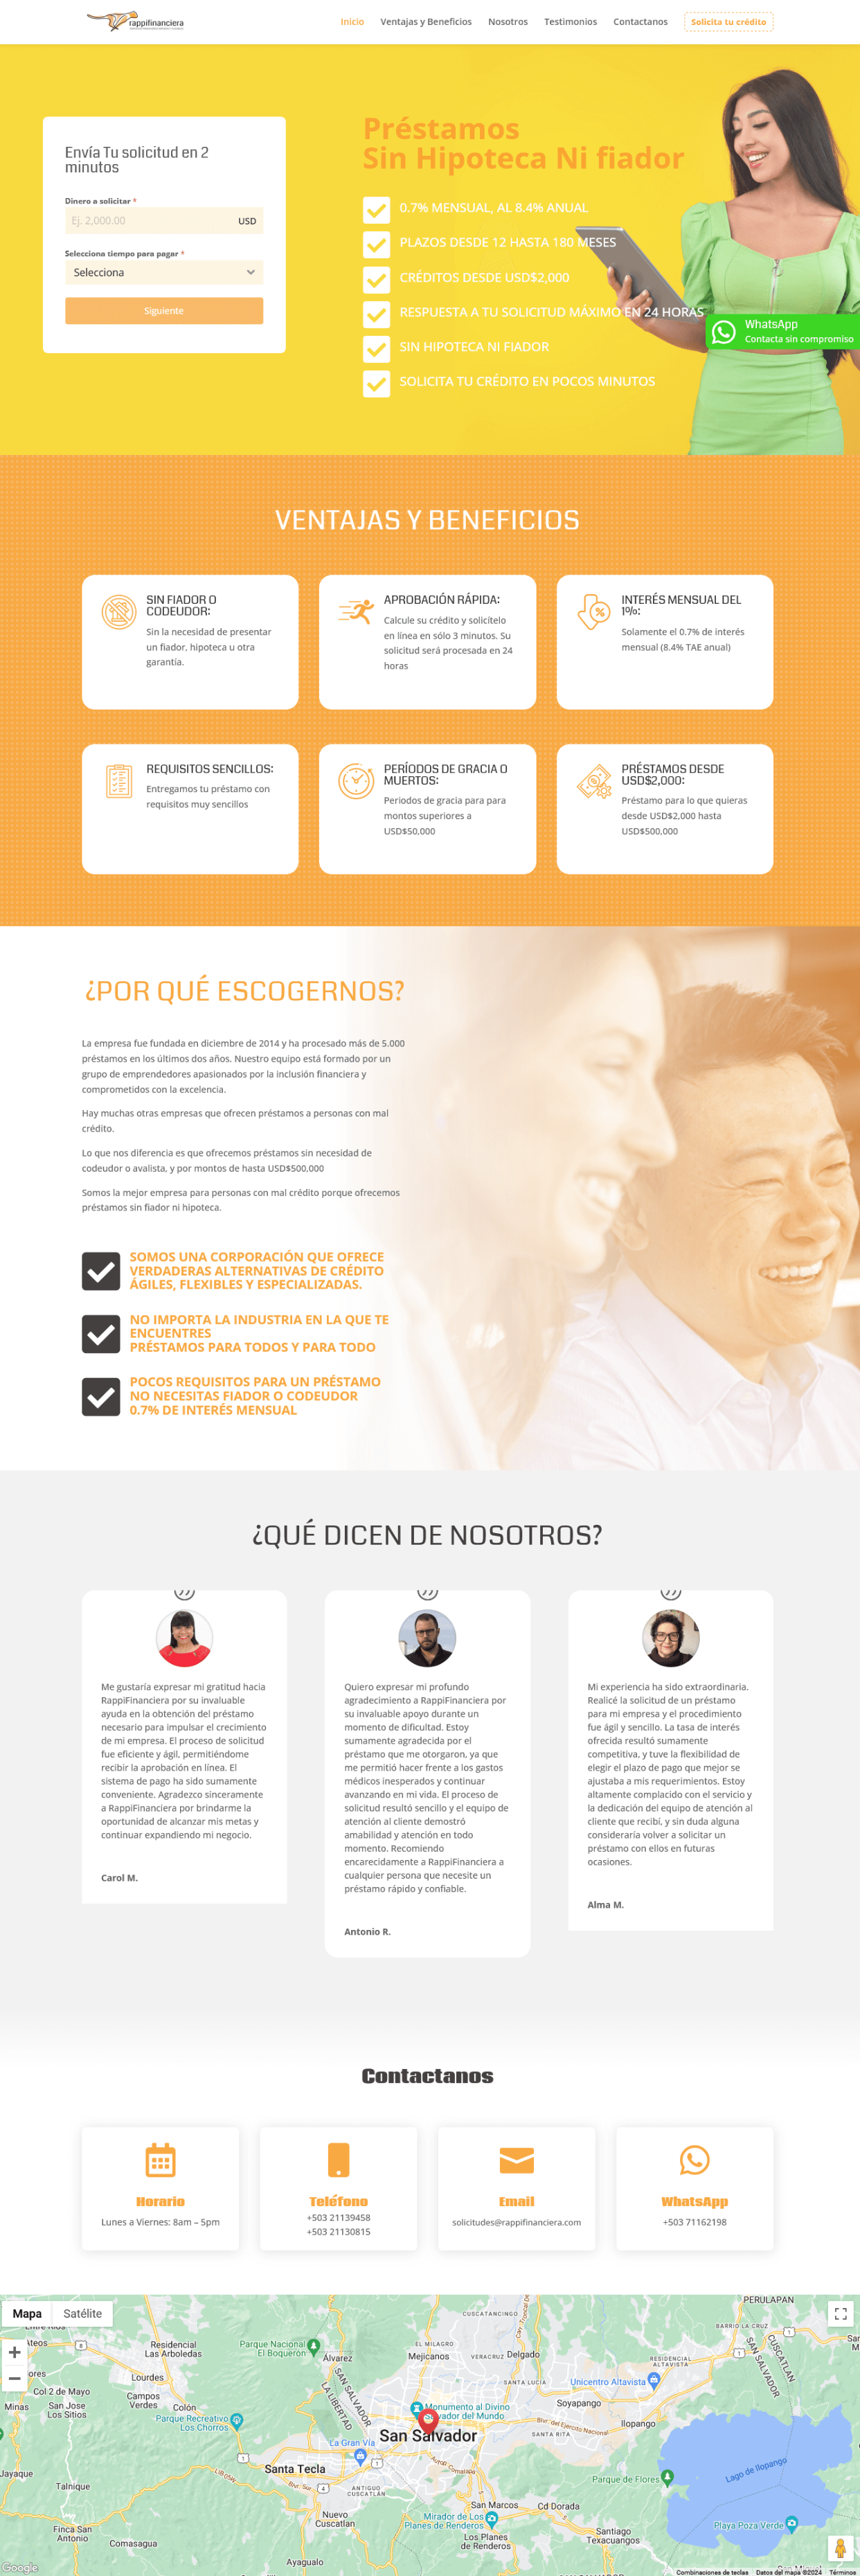 rappifinanciera
Inicio
Ventajas y Beneficios
Nosotros
Testimonios
Contactanos
Solicita tu crédito
Envía Tu solicitud en 2
minutos
Dinero a solicitar *
Ej. 2,000.00
USD
Selecciona tiempo para pagar *
Selecciona
Siguiente
Préstamos
Sin Hipoteca Ni fiador
0.7% MENSUAL, AL 8.4% ANUAL
PLAZOS DESDE 12 HASTA 180 MESES
CRÉDITOS DESDE USD$2,000
RESPUESTA A TU SOLICITUD MÁXIMO EN 24 HORAS
SIN HIPOTECA NI FIADOR
SOLICITA TU CRÉDITO EN POCOS MINUTOS
WhatsApp
Contacta sin compromiso
VENTAJAS Y BENEFICIOS
SIN FIADOR O
CODEUDOR:
Sin la necesidad de presentar
un fiador, hipoteca u otra
garantía.
APROBACIÓN RÁPIDA:
Calcule su crédito y solicítelo
en línea en sólo 3 minutos. Su
solicitud será procesada en 24
horas
INTERÉS MENSUAL DEL
1%:
Solamente el 0.7% de interés
mensual (8.4% TAE anual)
REQUISITOS SENCILLOS:
Entregamos tu préstamo con
requisitos muy sencillos
PERÍODOS DE GRACIA O
MUERTOS:
Periodos de gracia para para
montos superiores a
USD$50,000
PRÉSTAMOS DESDE
USD$2,000:
Préstamo para lo que quieras
desde USD$2,000 hasta
USD$500,000
¿POR QUÉ ESCOGERNOS?
La empresa fue fundada en diciembre de 2014 y ha procesado más de 5.000
préstamos en los últimos dos años. Nuestro equipo está formado por un
grupo de emprendedores apasionados por la inclusión financiera y
comprometidos con la excelencia.
Hay muchas otras empresas que ofrecen préstamos a personas con mal
crédito.
Lo que nos diferencia es que ofrecemos préstamos sin necesidad de
codeudor o avalista, y por montos de hasta USD$500,000
Somos la mejor empresa para personas con mal crédito porque ofrecemos
préstamos sin fiador ni hipoteca.
SOMOS UNA CORPORACIÓN QUE OFRECE
VERDADERAS ALTERNATIVAS DE CRÉDITO
ÁGILES, FLEXIBLES Y ESPECIALIZADAS.
NO IMPORTA LA INDUSTRIA EN LA QUE TE
ENCUENTRES
PRÉSTAMOS PARA TODOS Y PARA TODO
POCOS REQUISITOS PARA UN PRÉSTAMO
NO NECESITAS FIADOR O CODEUDOR
0.7% DE INTERÉS MENSUAL
¿QUÉ DICEN DE NOSOTROS?
Me gustaría expresar mi gratitud hacia
RappiFinanciera por su invaluable
ayuda en la obtención del préstamo
necesario para impulsar el crecimiento
de mi empresa. El proceso de solicitud
fue eficiente y ágil, permitiéndome
recibir la aprobación en línea. El
sistema de pago ha sido sumamente
conveniente. Agradezco sinceramente
a RappiFinanciera por brindarme la
oportunidad de alcanzar mis metas y
continuar expandiendo mi negocio.
Carol M.
Quiero expresar mi profundo
agradecimiento a RappiFinanciera por
su invaluable apoyo durante un
momento de dificultad. Estoy
sumamente agradecida por el
préstamo que me otorgaron, ya que
me permitió hacer frente a los gastos
médicos inesperados y continuar
avanzando en mi vida. El proceso de
solicitud resultó sencillo y el equipo de
atención al cliente demostró
amabilidad y atención en todo
momento. Recomiendo
encarecidamente a RappiFinanciera a
cualquier persona que necesite un
préstamo rápido y confiable.
Antonio R.
Mi experiencia ha sido extraordinaria.
Realicé la solicitud de un préstamo
para mi empresa y el procedimiento
fue ágil y sencillo. La tasa de interés
ofrecida resultó sumamente
competitiva, y tuve la flexibilidad de
elegir el plazo de pago que mejor se
ajustaba a mis requerimientos. Estoy
altamente complacido con el servicio y
la dedicación del equipo de atención al
cliente que recibí, y sin duda alguna
consideraría volver a solicitar un
préstamo con ellos en futuras
ocasiones.
Alma M.
Contactanos
Horario
Lunes a Viernes: 8am – 5pm
Teléfono
+503 21139458
+503 21130815
Email
solicitudes@rappifinanciera.com
WhatsApp
+503 71162198
Mapa
Satélite
PERULAPAN
CUSCATANCINGO
BARRIO LA CRUZ
Parque Nacional
El Boquerón
Álvarez
EL MILAGRO
Mejicanos
VERACRUZ
Delgado
Residencial
Las Arboledas
RESIDENCIAL
ALTAVISTA
Lourdes
SANTA LUCÍA
Unicentro Altavista
Col 2 de Mayo
Minas
San Jose
Los Sitios
Campos
Verdes
Colón
Parque Recreativo
Los Chorros
LA LIBERTAD
SAN SALVADOR
CUSCATLÁN
Monumento al Divino
ador del Mundo
Soyapango
San Salvador
SANTA RITA
Blvr. del Ejercito Nacional
Ilopango
La Gran Vía
Santa Tecla
Parque de Flores
Lago de Ilopango
Jayaque
Talnique
ANTIGUO
CUSCATLÁN
Nuevo
Cuscatlan
San Marcos
Cd Dorada
Mirador de Los
Planes de Renderos
Los Planes
de Renderos
Santiago
Texacuangos
Playa Poza Verde
Finca San
Antonio
Comasagua
Ayagualo
Google
Combinaciones de teclas
Datos del mapa ©2024
Términos